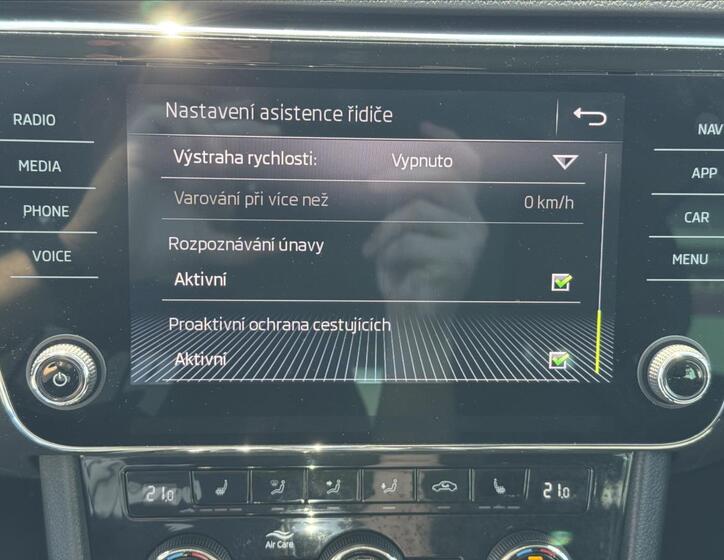 RADIO
MEDIA
PHONE
VOICE
Nastavení asistence řidiče
Výstraha rychlosti: Vypnuto
Varování při více než 0 km/h
Rozpoznávání únavy
Aktivní
Proaktivní ochrana cestujících
Aktivní
NAV
APP
CAR
MENU
21.0 21.0
Air Care